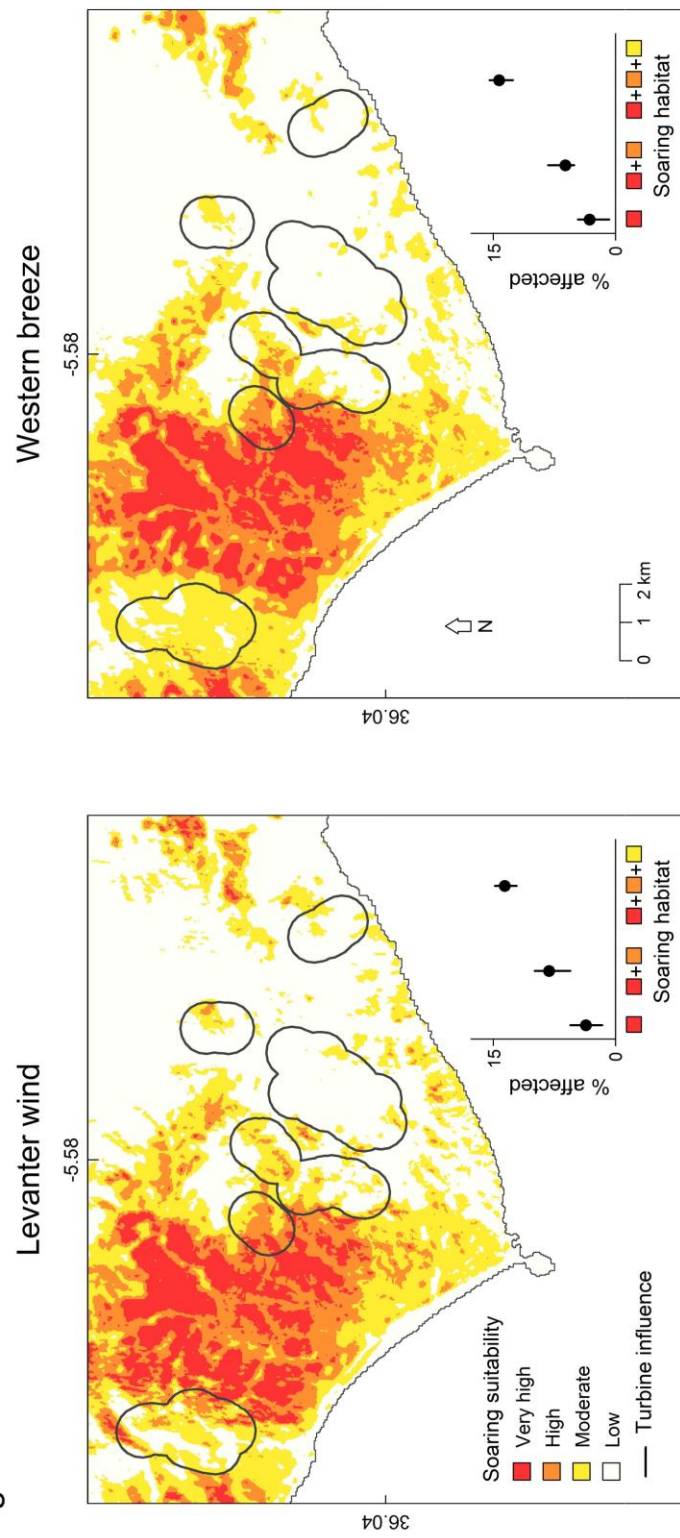 g
Levanter wind
-5.58
36.04
Soaring suitability
Very high
High
Moderate
Low
Turbine influence
% affected
15
0
+ + +
Soaring habitat
Western breeze
-5.58
36.04
N
0 1 2 km
% affected
15
0
+ + +
Soaring habitat